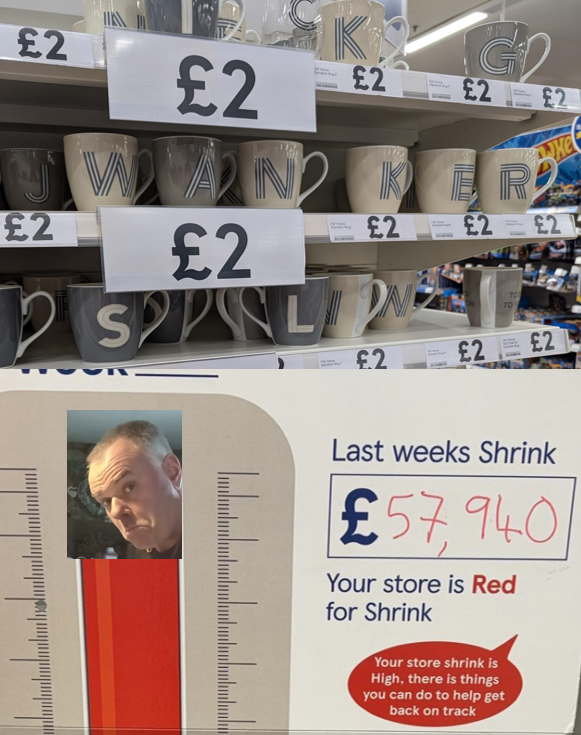 N I E C K G
£2
£2
£2
£2
£2
J W A N K E R
£2
£2
£2
£2
£2
S L W
£2
£2
£2
Last weeks Shrink
£57,940
Your store is Red
for Shrink
Your store shrink is
High, there is things
you can do to help get
back on track